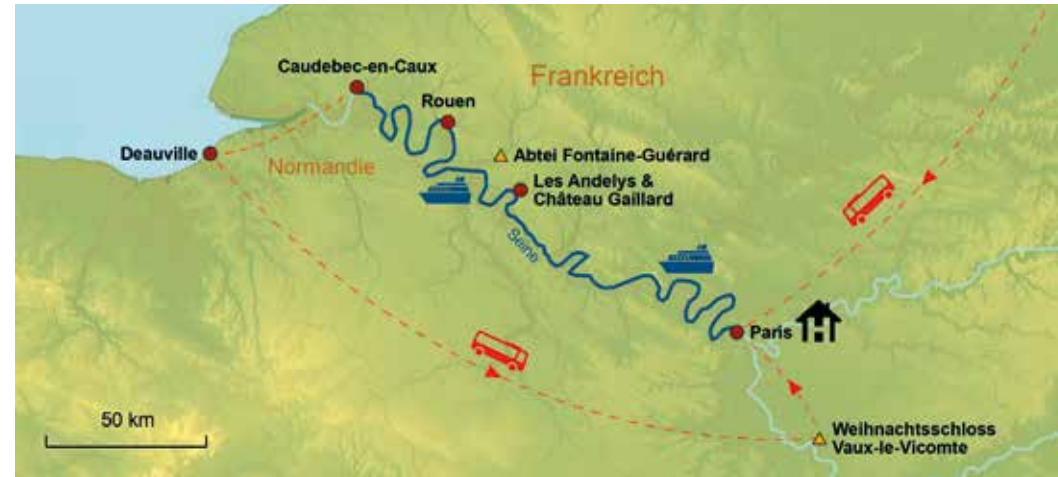 Caudebec-en-Caux
Frankreich
Rouen
Deauville
Normandie
Abtei Fontaine-Guérard
Les Andelys &
Château Gaillard
Seine
Paris
H
50 km
Weihnachtsschloss
Vaux-le-Vicomte